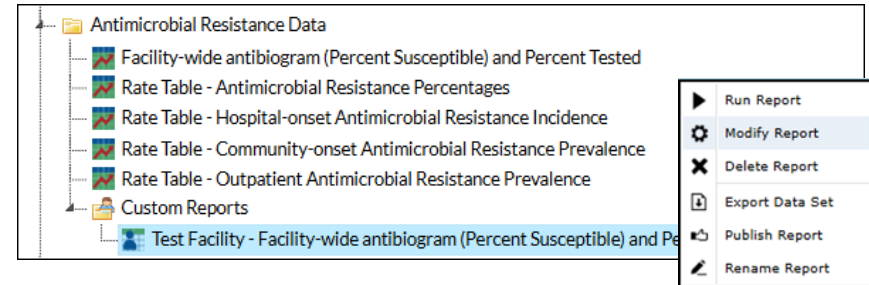 Antimicrobial Resistance Data
Facility-wide antibiogram (Percent Susceptible) and Percent Tested
Rate Table - Antimicrobial Resistance Percentages
Rate Table - Hospital-onset Antimicrobial Resistance Incidence
Rate Table - Community-onset Antimicrobial Resistance Prevalence
Rate Table - Outpatient Antimicrobial Resistance Prevalence
Custom Reports
Test Facility - Facility-wide antibiogram (Percent Susceptible) and Pe
Run Report
Modify Report
Delete Report
Export Data Set
Publish Report
Rename Report